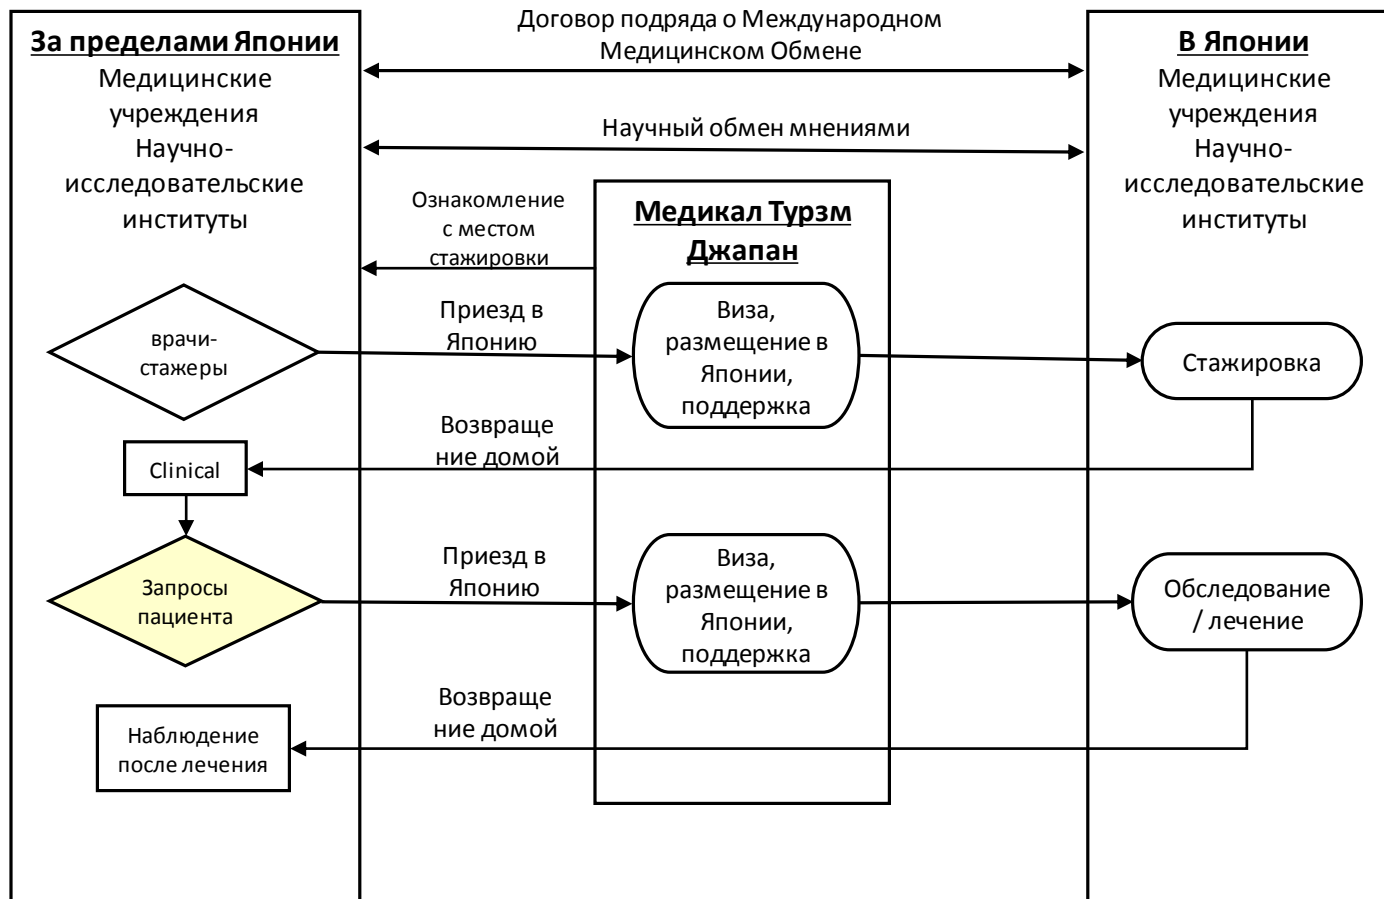 Договор подряда о Международном
Медицинском Обмене
За пределами Японии
Медицинские
учреждения
Научно-
исследовательские
институты
В Японии
Медицинские
учреждения
Научно-
исследовательские
институты
Научный обмен мнениями
Ознакомление
с местом
стажировки
Медикал Турзм
Джапан
врачи-
стажеры
Приезд в
Японию
Виза,
размещение в
Японии,
поддержка
Стажировка
Возвраще
ние домой
Clinical
Запросы
пациента
Приезд в
Японию
Виза,
размещение в
Японии,
поддержка
Обследование
/ лечение
Возвраще
ние домой
Наблюдение
после лечения